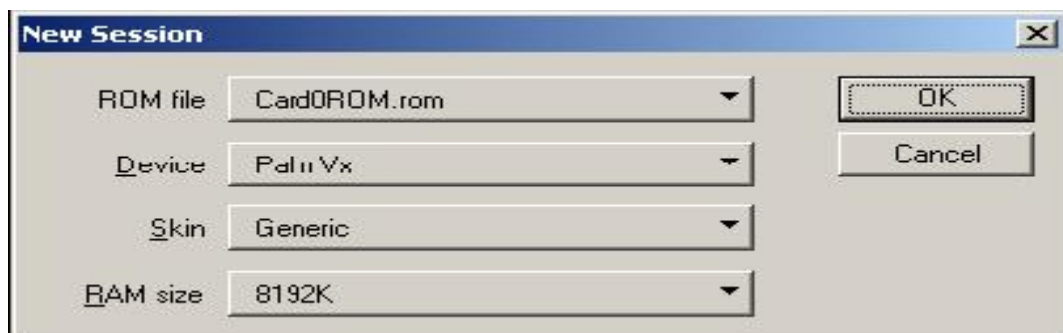 New Session
ROM file Card0ROM.rom OK
Device Palm Vx Cancel
Skin Generic
RAM size 8192K